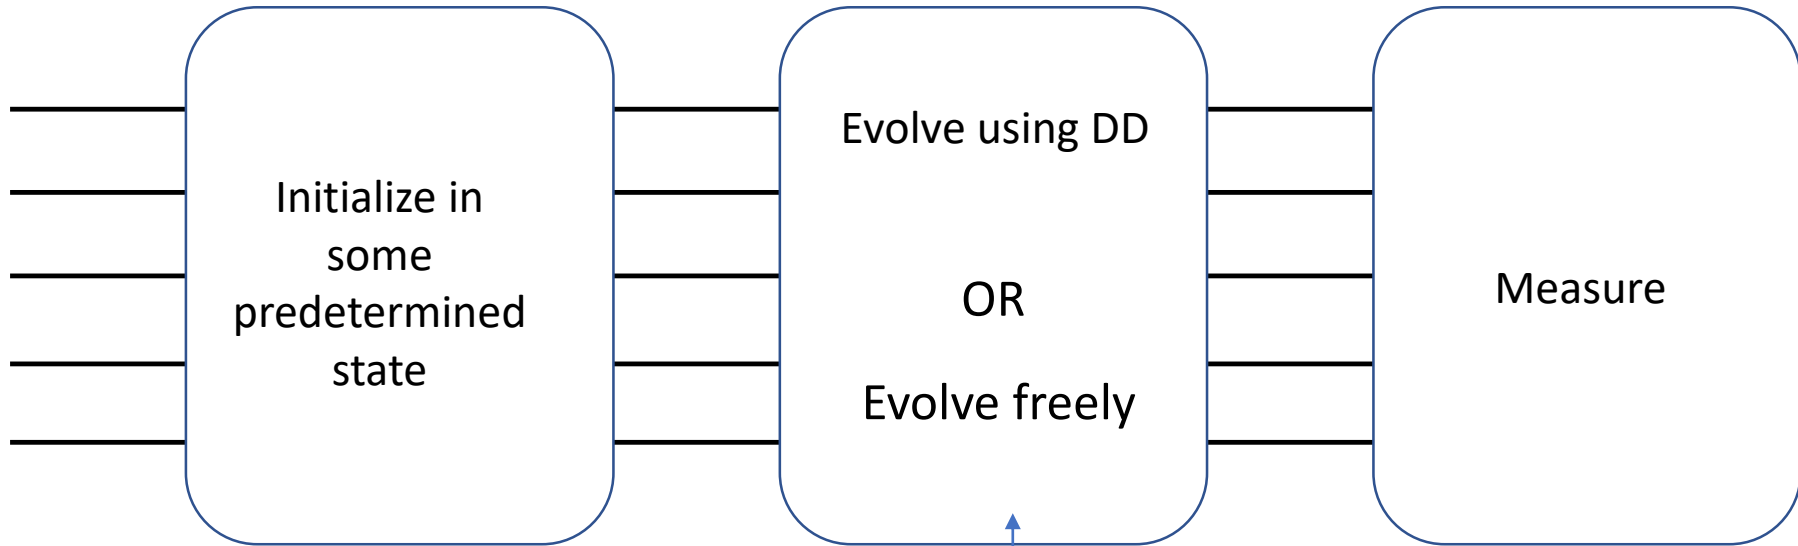 Initialize in
some
predetermined
state
Evolve using DD
OR
Evolve freely
Measure